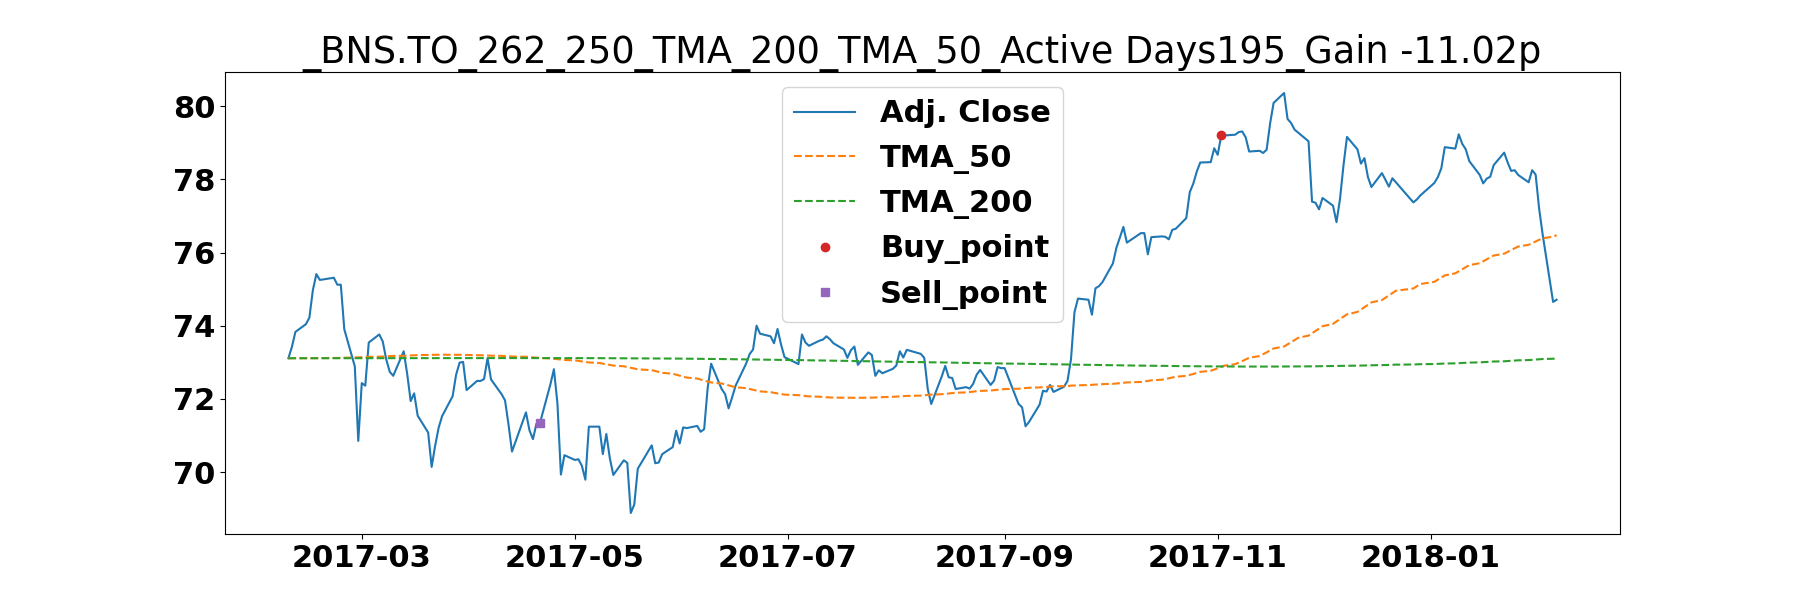 _BNS.TO_262_250_TMA_200_TMA_50_Active Days195_Gain -11.02p
80
78
76
74
72
70
Adj. Close
TMA_50
TMA_200
Buy_point
Sell_point
2017-03 2017-05 2017-07 2017-09 2017-11 2018-01